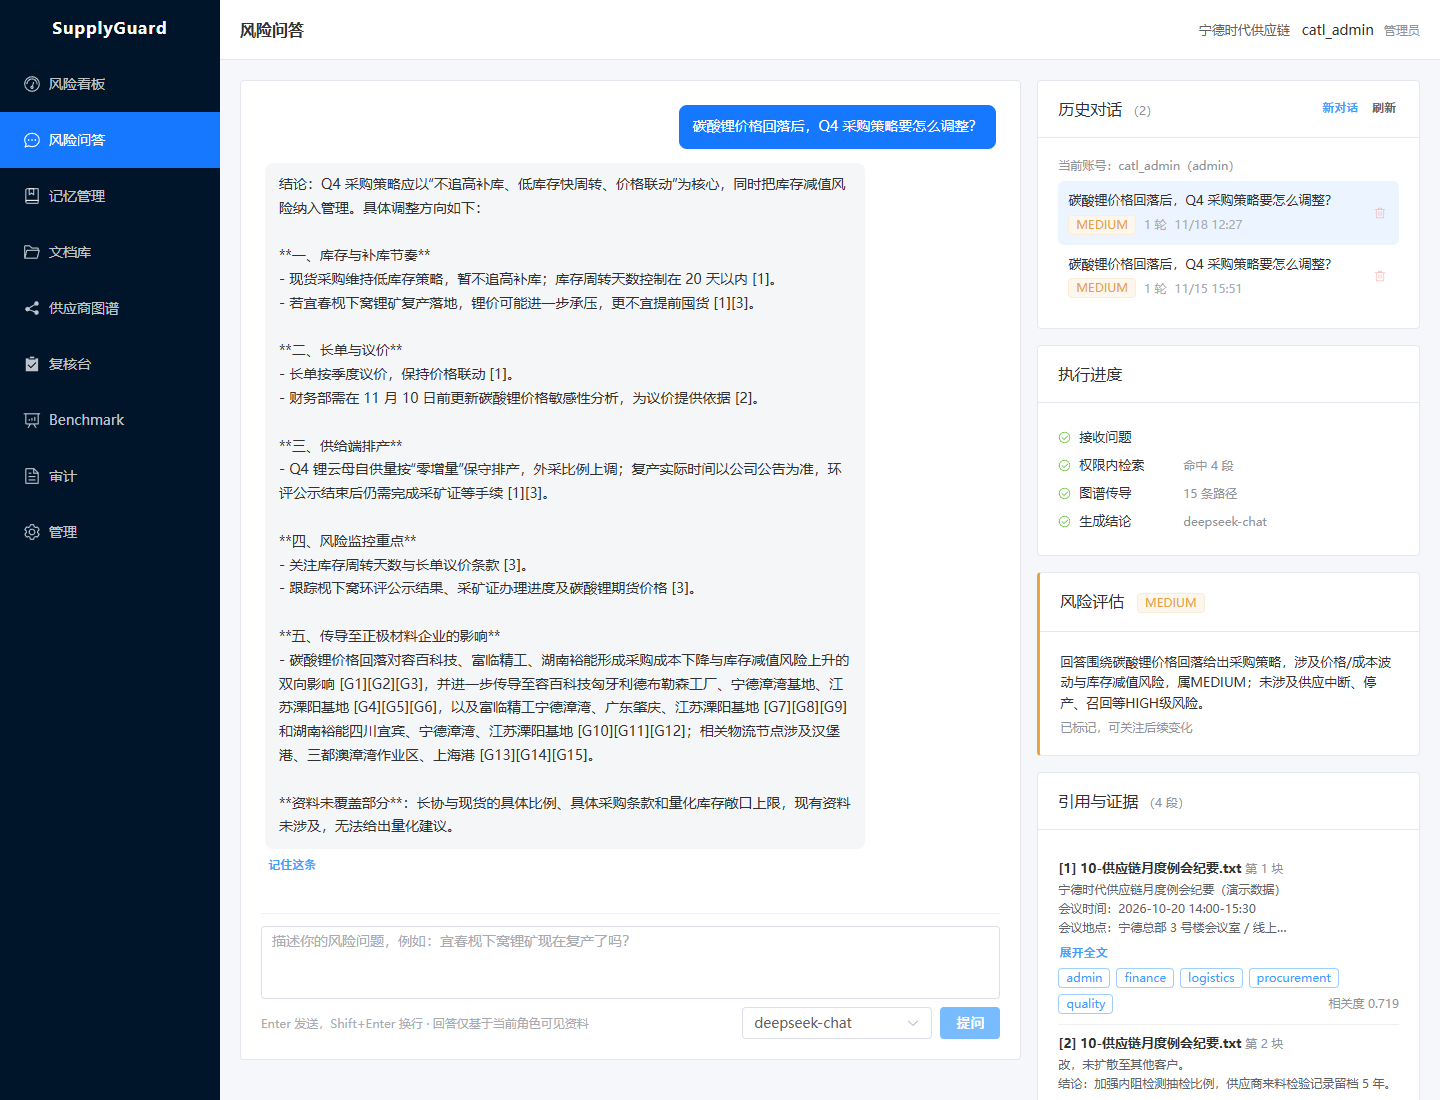 SupplyGuard
风险看板
风险问答
记忆管理
文档库
供应商图谱
复核台
Benchmark
审计
管理
风险问答
宁德时代供应链 catl_admin 管理员
碳酸锂价格回落后，Q4 采购策略要怎么调整？
结论：Q4 采购策略应以“不追高补库、低库存快周转、价格联动”为核心，同时把库存减值风
险纳入管理。具体调整方向如下：
**一、库存与补库节奏**
- 现货采购维持低库存策略，暂不追高补库；库存周转天数控制在 20 天以内 [1]。
- 若宜春枧下窝锂矿复产落地，锂价可能进一步承压，更不宜提前囤货 [1][3]。
**二、长单与议价**
- 长单按季度议价，保持价格联动 [1]。
- 财务部需在 11 月 10 日前更新碳酸锂价格敏感性分析，为议价提供依据 [2]。
**三、供给端排产**
- Q4 锂云母自供量按“零增量”保守排产，外采比例上调；复产实际时间以公司公告为准，环
评公示结束后仍需完成采矿证等手续 [1][3]。
**四、风险监控重点**
- 关注库存周转天数与长单议价条款 [3]。
- 跟踪枧下窝环评公示结果、采矿证办理进度及碳酸锂期货价格 [3]。
**五、传导至正极材料企业的影响**
- 碳酸锂价格回落对容百科技、富临精工、湖南裕能形成采购成本下降与库存减值风险上升的
双向影响 [G1][G2][G3]，并进一步传导至容百科技匈牙利德布勒森工厂、宁德漳湾基地、江
苏溧阳基地 [G4][G5][G6]，以及富临精工宁德漳湾、广东肇庆、江苏溧阳基地 [G7][G8][G9]
和湖南裕能四川宜宾、宁德漳湾、江苏溧阳基地 [G10][G11][G12]；相关物流节点涉及汉堡
港、三都澳漳湾作业区、上海港 [G13][G14][G15]。
**资料未覆盖部分**：长协与现货的具体比例、具体采购条款和量化库存敞口上限，现有资料
未涉及，无法给出量化建议。
记住这条
描述你的风险问题，例如：宜春枧下窝锂矿现在复产了吗？
Enter 发送，Shift+Enter 换行 · 回答仅基于当前角色可见资料
deepseek-chat
提问
历史对话 (2)
新对话 刷新
当前账号：catl_admin（admin）
碳酸锂价格回落后，Q4 采购策略要怎么调整？
MEDIUM 1 轮 11/18 12:27
碳酸锂价格回落后，Q4 采购策略要怎么调整？
MEDIUM 1 轮 11/15 15:51
执行进度
接收问题
权限内检索 命中 4 段
图谱传导 15 条路径
生成结论 deepseek-chat
风险评估 MEDIUM
回答围绕碳酸锂价格回落给出采购策略，涉及价格/成本波
动与库存减值风险，属MEDIUM；未涉及供应中断、停
产、召回等HIGH级风险。
已标记，可关注后续变化
引用与证据 (4 段)
[1] 10-供应链月度例会纪要.txt 第 1 块
宁德时代供应链月度例会纪要（演示数据）
会议时间：2026-10-20 14:00-15:30
会议地点：宁德总部 3 号楼会议室 / 线上...
展开全文
admin finance logistics procurement
quality 相关度 0.719
[2] 10-供应链月度例会纪要.txt 第 2 块
改，未扩散至其他客户。
结论：加强内阻检测抽检比例，供应商来料检验记录留档 5 年。